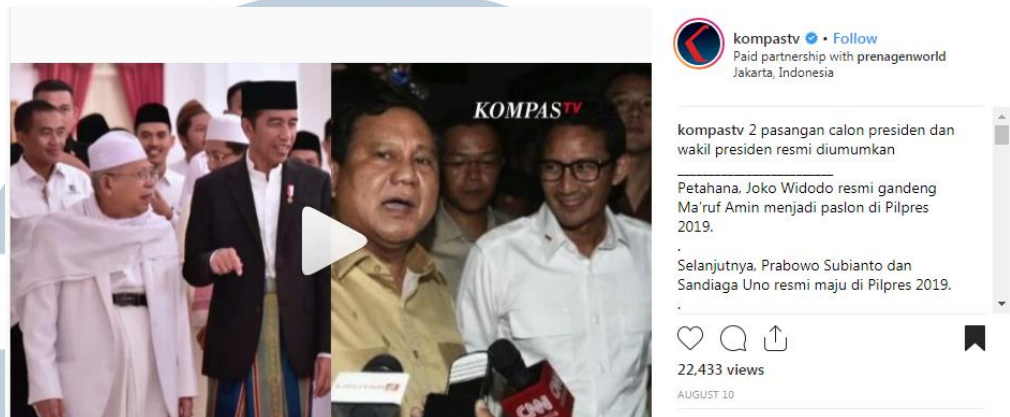 KOMPASTV
LIPUTAN6
CNN
kompastv • Follow
Paid partnership with prenagenworld
Jakarta, Indonesia
kompastv 2 pasangan calon presiden dan
wakil presiden resmi diumumkan
_________________________
Petahana, Joko Widodo resmi gandeng
Ma'ruf Amin menjadi paslon di Pilpres
2019.
.
Selanjutnya, Prabowo Subianto dan
Sandiaga Uno resmi maju di Pilpres 2019.
.
22,433 views
AUGUST 10